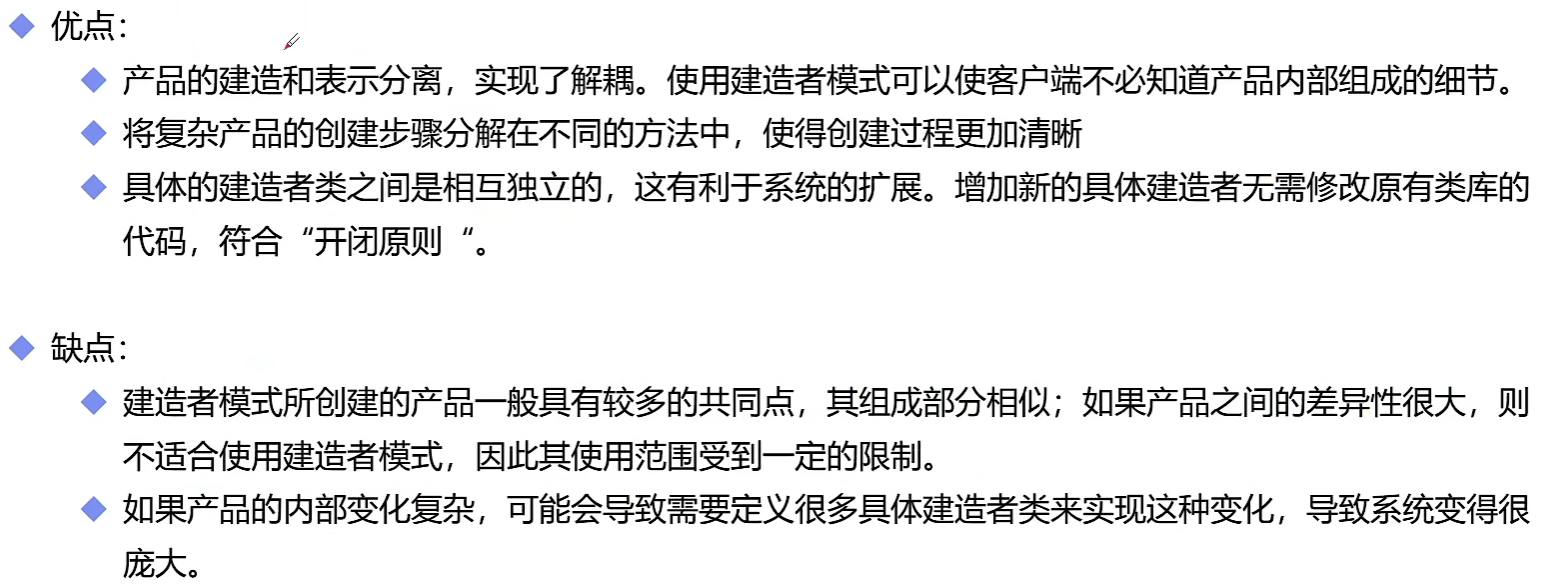 优点：
产品的建造和表示分离，实现了解耦。使用建造者模式可以使客户端不必知道产品内部组成的细节。
将复杂产品的创建步骤分解在不同的方法中，使得创建过程更加清晰
具体的建造者类之间是相互独立的，这有利于系统的扩展。增加新的具体建造者无需修改原有类库的
代码，符合“开闭原则“。
缺点：
建造者模式所创建的产品一般具有较多的共同点，其组成部分相似；如果产品之间的差异性很大，则
不适合使用建造者模式，因此其使用范围受到一定的限制。
如果产品的内部变化复杂，可能会导致需要定义很多具体建造者类来实现这种变化，导致系统变得很
庞大。